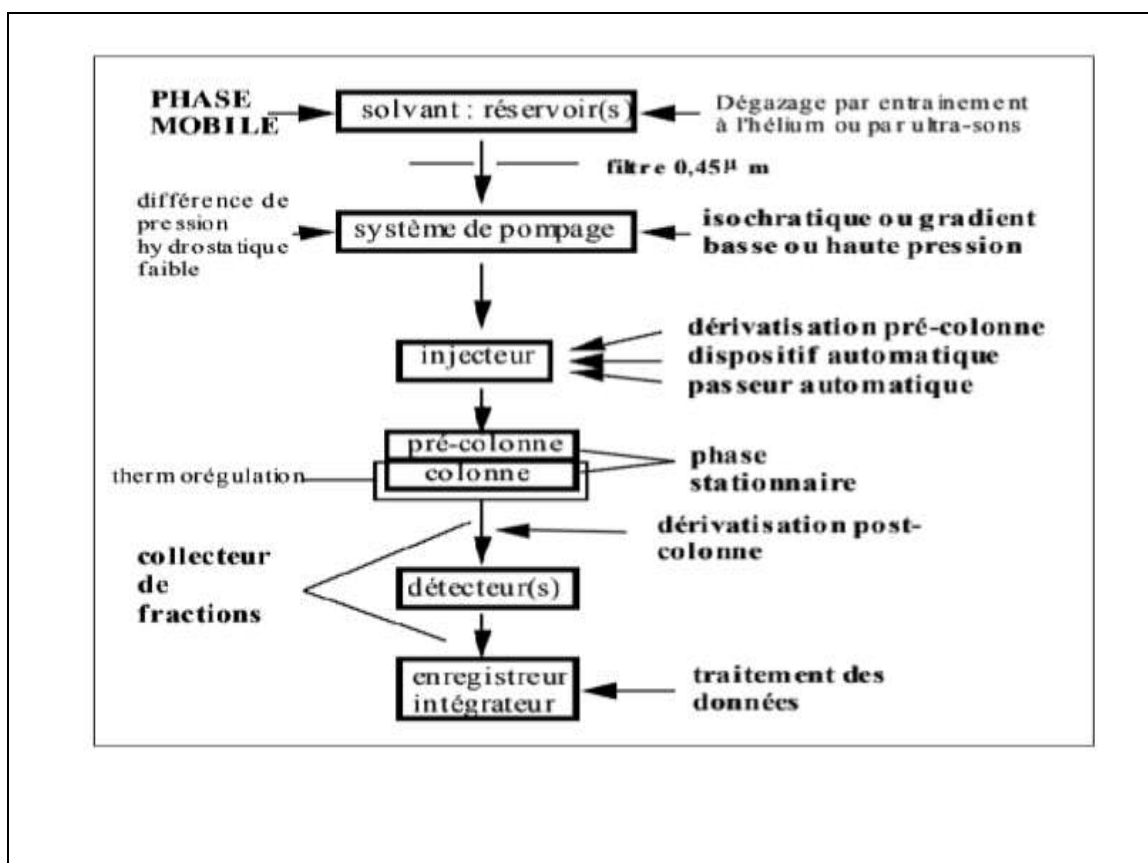 PHASE
MOBILE
solvant : réservoir(s)
Dégazage par entrainement
à l'hélium ou par ultra-sons
filtre 0,45µ m
différence de
pression
hydrostatique
faible
système de pompage
isochratique ou gradient
basse ou haute pression
injecteur
dérivatisation pré-colonne
dispositif automatique
passeur automatique
pré-colonne
colonne
thermorégulation
phase
stationnaire
dérivatisation post-
colonne
collecteur
de
fractions
détecteur(s)
enregistreur
intégrateur
traitement des
données